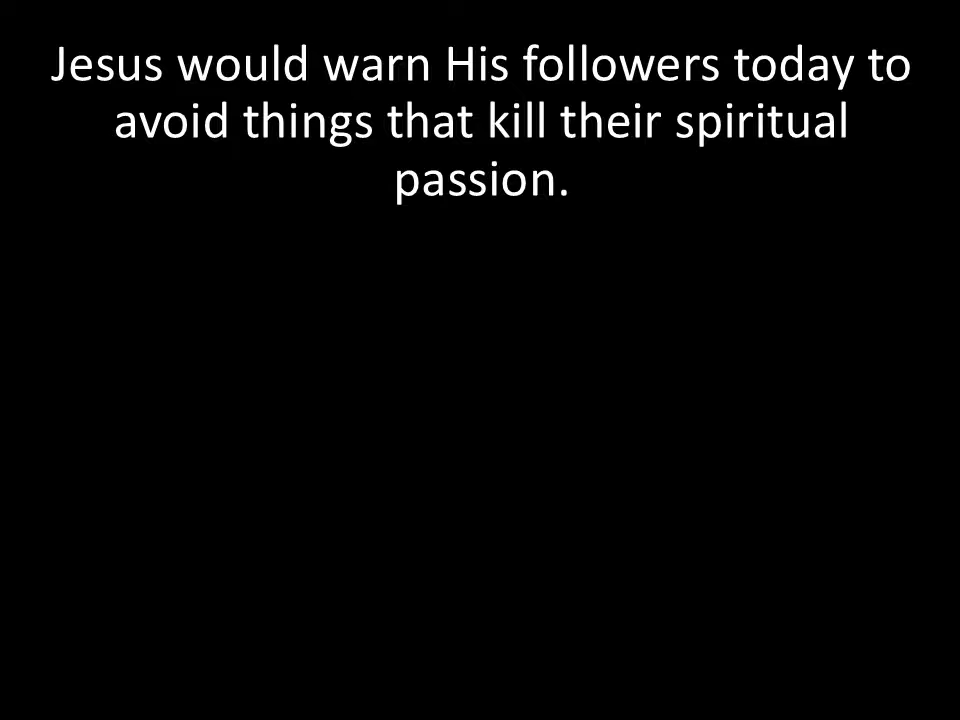 Jesus would warn His followers today to
avoid things that kill their spiritual
passion.